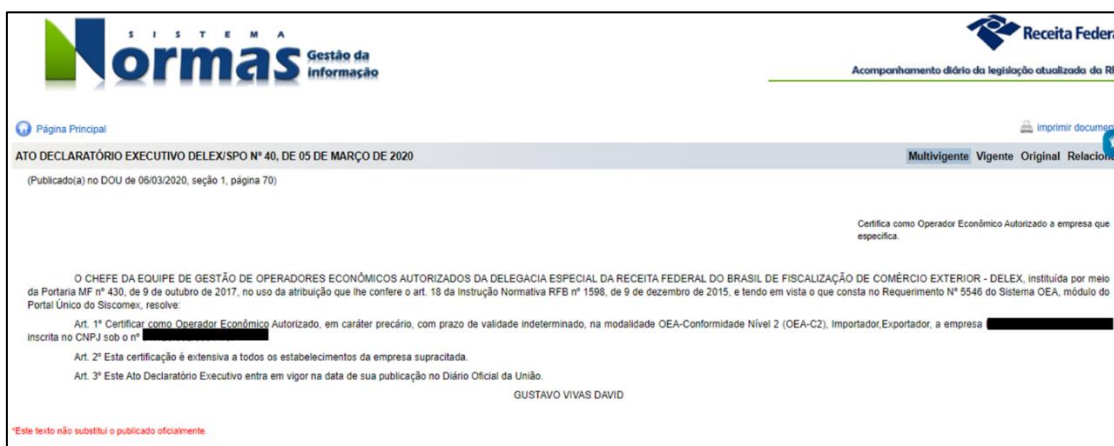 SISTEMA
Normas Gestão da
informação
Receita Federa
Acompanhamento diário da legislação atualizada da RF
Página Principal
imprimir documen
ATO DECLARATÓRIO EXECUTIVO DELEX/SPO Nº 40, DE 05 DE MARÇO DE 2020
Multivigente Vigente Original Relacion
(Publicado(a) no DOU de 06/03/2020, seção 1, página 70)
Certifica como Operador Econômico Autorizado a empresa que
especifica.
O CHEFE DA EQUIPE DE GESTÃO DE OPERADORES ECONÔMICOS AUTORIZADOS DA DELEGACIA ESPECIAL DA RECEITA FEDERAL DO BRASIL DE FISCALIZAÇÃO DE COMÉRCIO EXTERIOR - DELEX, instituída por meio
da Portaria MF nº 430, de 9 de outubro de 2017, no uso da atribuição que lhe confere o art. 18 da Instrução Normativa RFB nº 1598, de 9 de dezembro de 2015, e tendo em vista o que consta no Requerimento Nº 5546 do Sistema OEA, módulo do
Portal Único do Siscomex, resolve:
Art. 1º Certificar como Operador Econômico Autorizado, em caráter precário, com prazo de validade indeterminado, na modalidade OEA-Conformidade Nível 2 (OEA-C2), Importador,Exportador, a empresa
inscrita no CNPJ sob o nº
Art. 2º Esta certificação é extensiva a todos os estabelecimentos da empresa supracitada.
Art. 3º Este Ato Declaratório Executivo entra em vigor na data de sua publicação no Diário Oficial da União.
GUSTAVO VIVAS DAVID
*Este texto não substitui o publicado oficialmente.